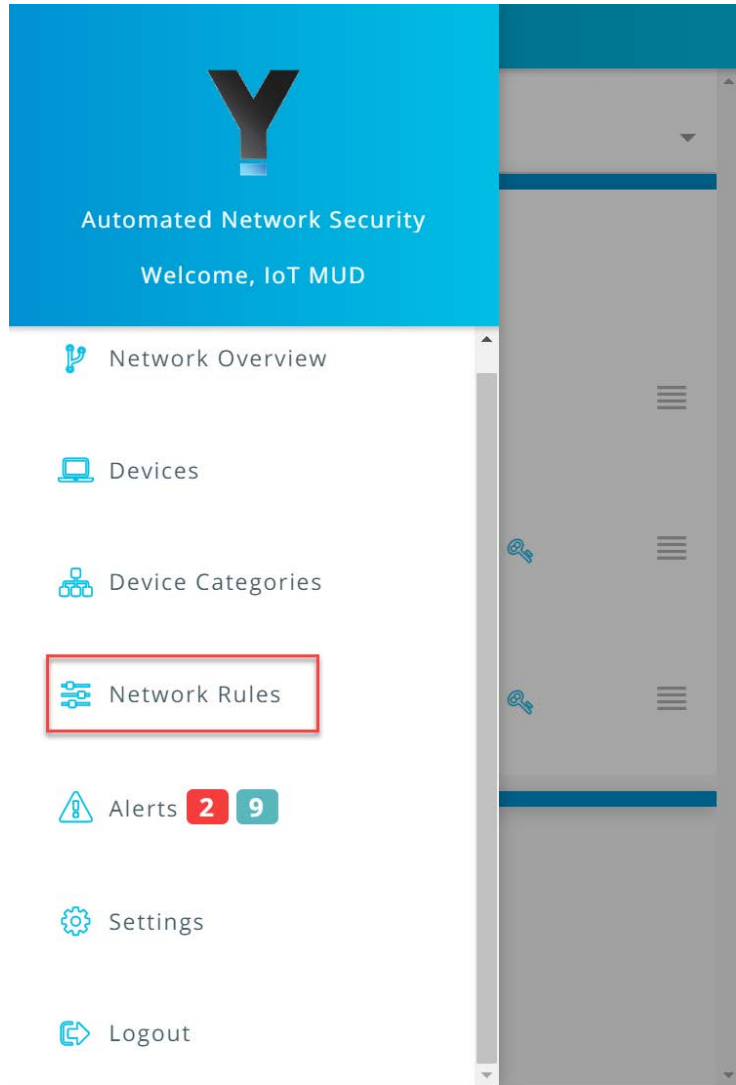 Y
Automated Network Security
Welcome, IoT MUD
Network Overview
Devices
Device Categories
Network Rules
Alerts 2 9
Settings
Logout